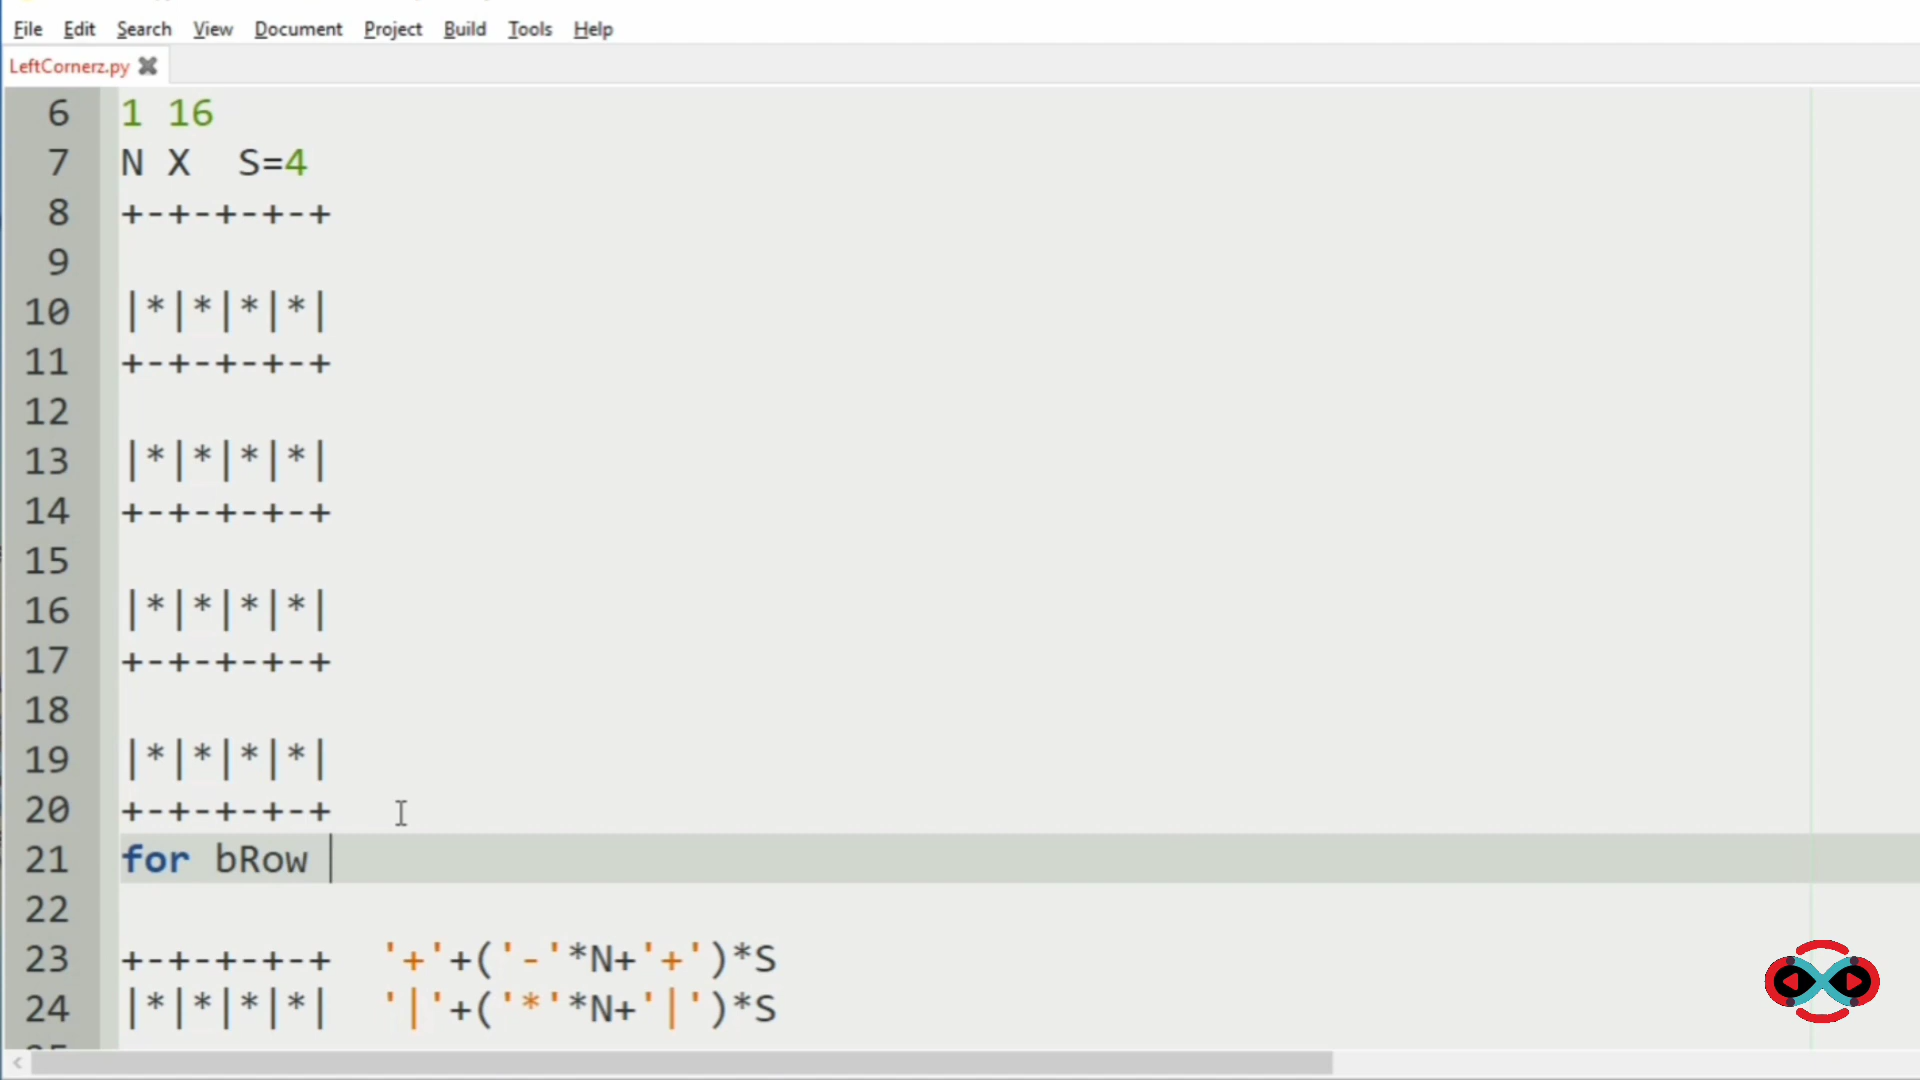 File Edit Search View Document Project Build Tools Help
LeftCornerz.py
6 1 16
7 N X  S=4
8 +-+-+-+-+
9
10 |*|*|*|*|
11 +-+-+-+-+
12
13 |*|*|*|*|
14 +-+-+-+-+
15
16 |*|*|*|*|
17 +-+-+-+-+
18
19 |*|*|*|*|
20 +-+-+-+-+
21 for bRow
22
23 +-+-+-+-+  '+'+('-'*N+'+')*S
24 |*|*|*|*|  '|'+('*'*N+'|')*S